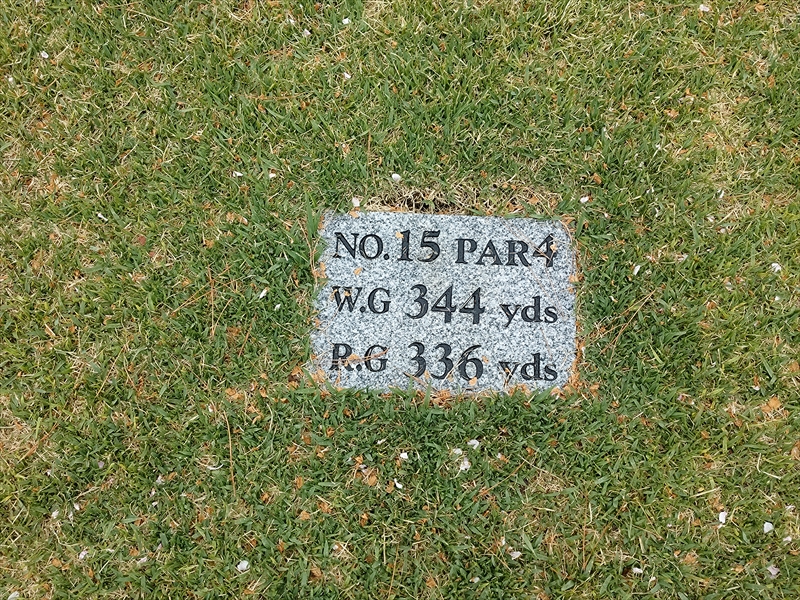 NO.15 PAR4
W.G 344 yds
R.G 336 yds